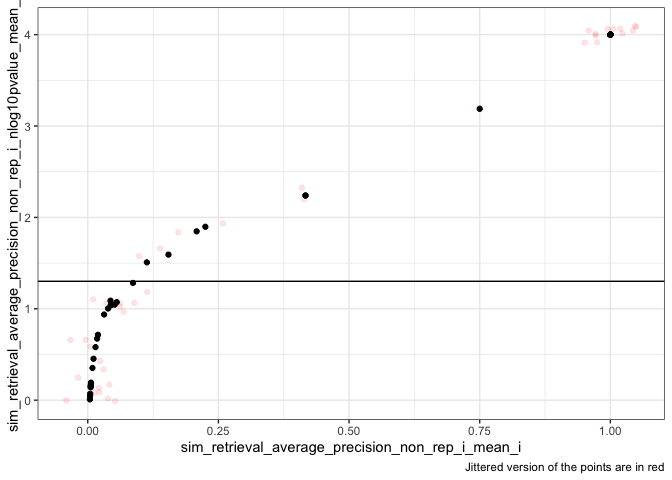 sim_retrieval_average_precision_non_rep_i_nlog10pvalue_mean_
4
3
2
1
0
0.00 0.25 0.50 0.75 1.00
sim_retrieval_average_precision_non_rep_i_mean_i
Jittered version of the points are in red